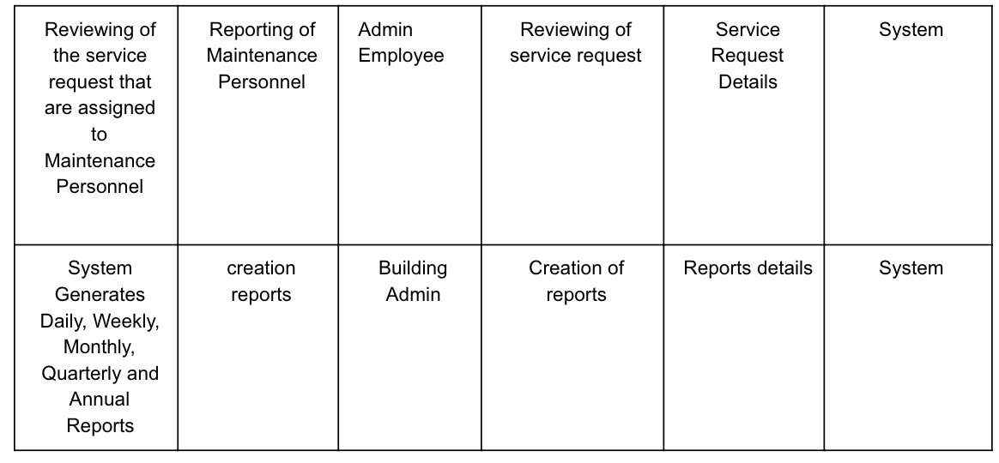 Reviewing of
the service
request that
are assigned
to
Maintenance
Personnel
Reporting of
Maintenance
Personnel
Admin
Employee
Reviewing of
service request
Service
Request
Details
System
System
Generates
Daily, Weekly,
Monthly,
Quarterly and
Annual
Reports
creation
reports
Building
Admin
Creation of
reports
Reports details
System